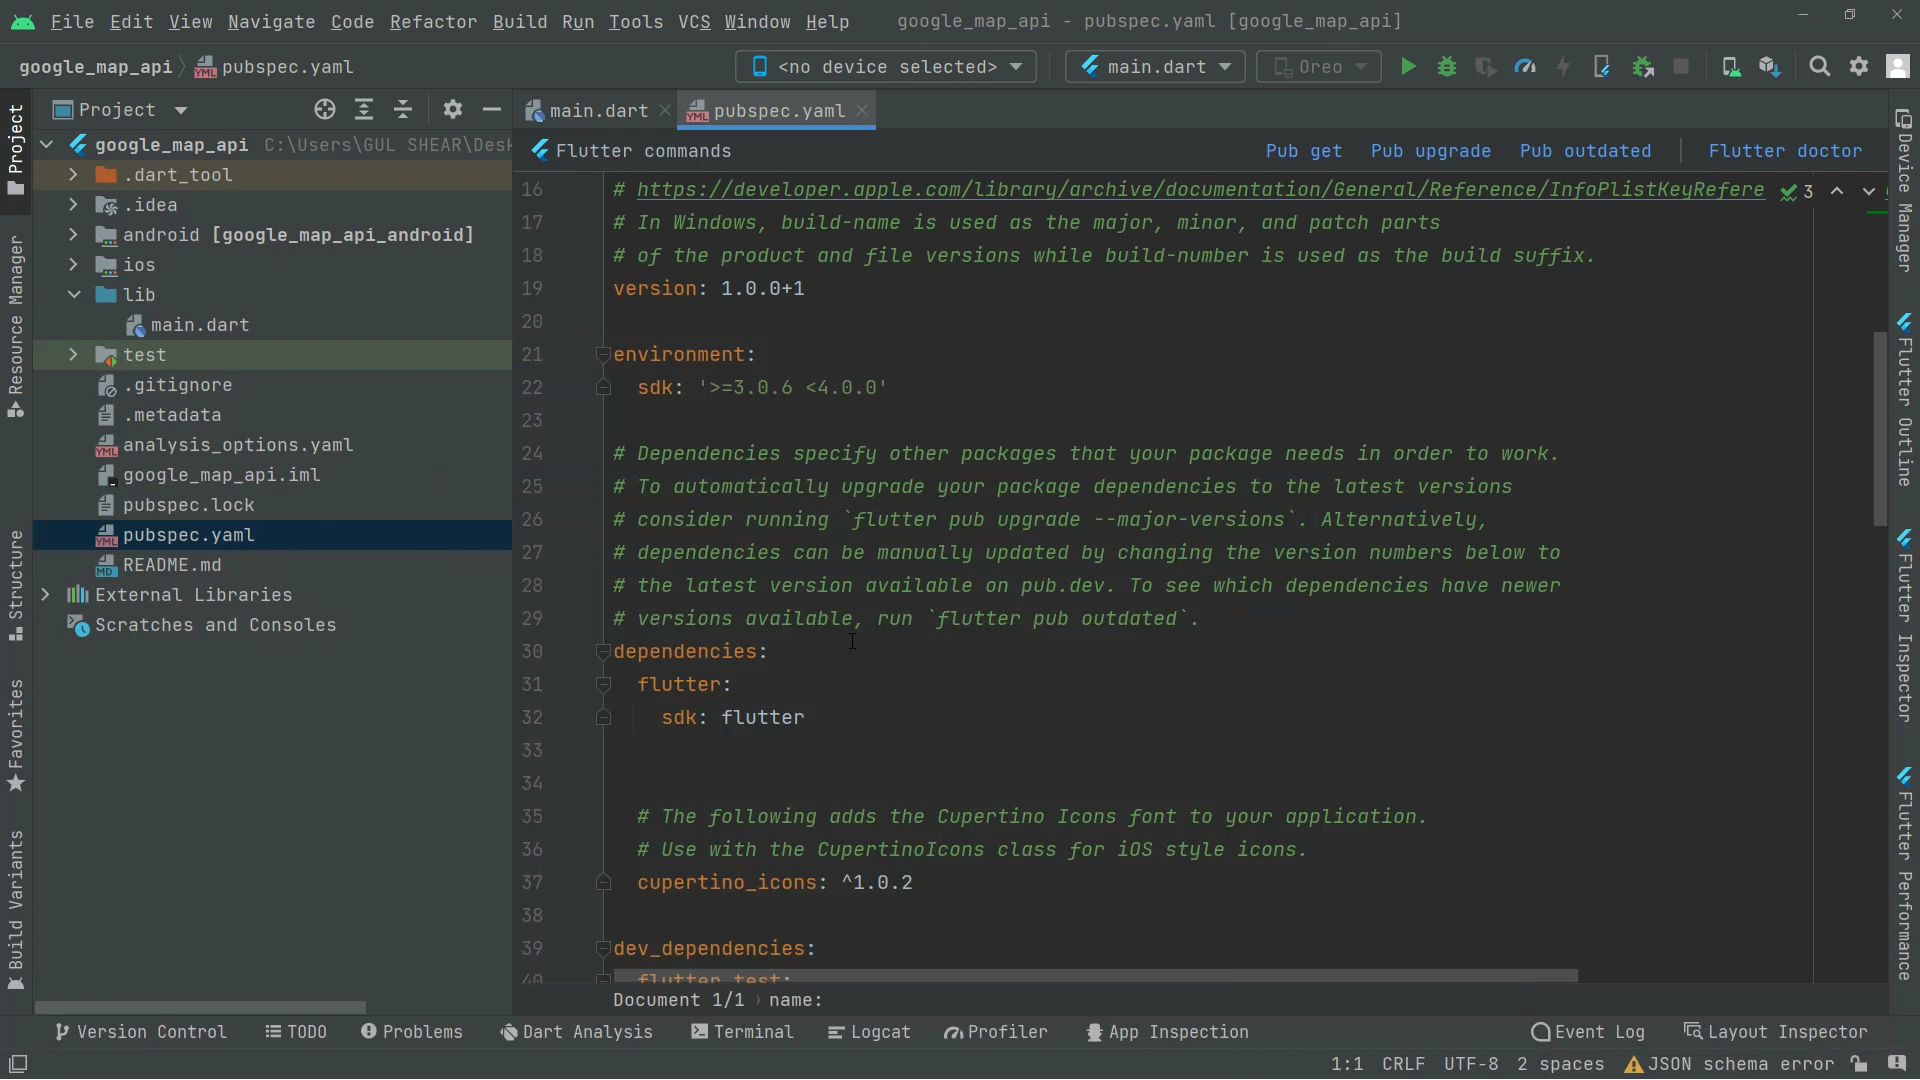 File Edit View Navigate Code Refactor Build Run Tools VCS Window Help google_map_api - pubspec.yaml [google_map_api]
google_map_api pubspec.yaml <no device selected> main.dart Oreo
Project main.dart pubspec.yaml
google_map_api C:\Users\GUL SHEAR\Des
Flutter commands Pub get Pub upgrade Pub outdated Flutter doctor
.dart_tool
.idea
android [google_map_api_android]
ios
lib
main.dart
test
.gitignore
.metadata
analysis_options.yaml
google_map_api.iml
pubspec.lock
pubspec.yaml
README.md
External Libraries
Scratches and Consoles
16 # https://developer.apple.com/library/archive/documentation/General/Reference/InfoPlistKeyRefere 3
17 # In Windows, build-name is used as the major, minor, and patch parts
18 # of the product and file versions while build-number is used as the build suffix.
19 version: 1.0.0+1
20
21 environment:
22 sdk: '>=3.0.6 <4.0.0'
23
24 # Dependencies specify other packages that your package needs in order to work.
25 # To automatically upgrade your package dependencies to the latest versions
26 # consider running `flutter pub upgrade --major-versions`. Alternatively,
27 # dependencies can be manually updated by changing the version numbers below to
28 # the latest version available on pub.dev. To see which dependencies have newer
29 # versions available, run `flutter pub outdated`.
30 dependencies:
31 flutter:
32 sdk: flutter
33
34
35 # The following adds the Cupertino Icons font to your application.
36 # Use with the CupertinoIcons class for iOS style icons.
37 cupertino_icons: ^1.0.2
38
39 dev_dependencies:
40 flutter_test:
Document 1/1 › name:
Project
Resource Manager
Structure
Favorites
Build Variants
Device Manager
Flutter Outline
Flutter Inspector
Flutter Performance
Version Control TODO Problems Dart Analysis Terminal Logcat Profiler App Inspection Event Log Layout Inspector
1:1 CRLF UTF-8 2 spaces JSON schema error